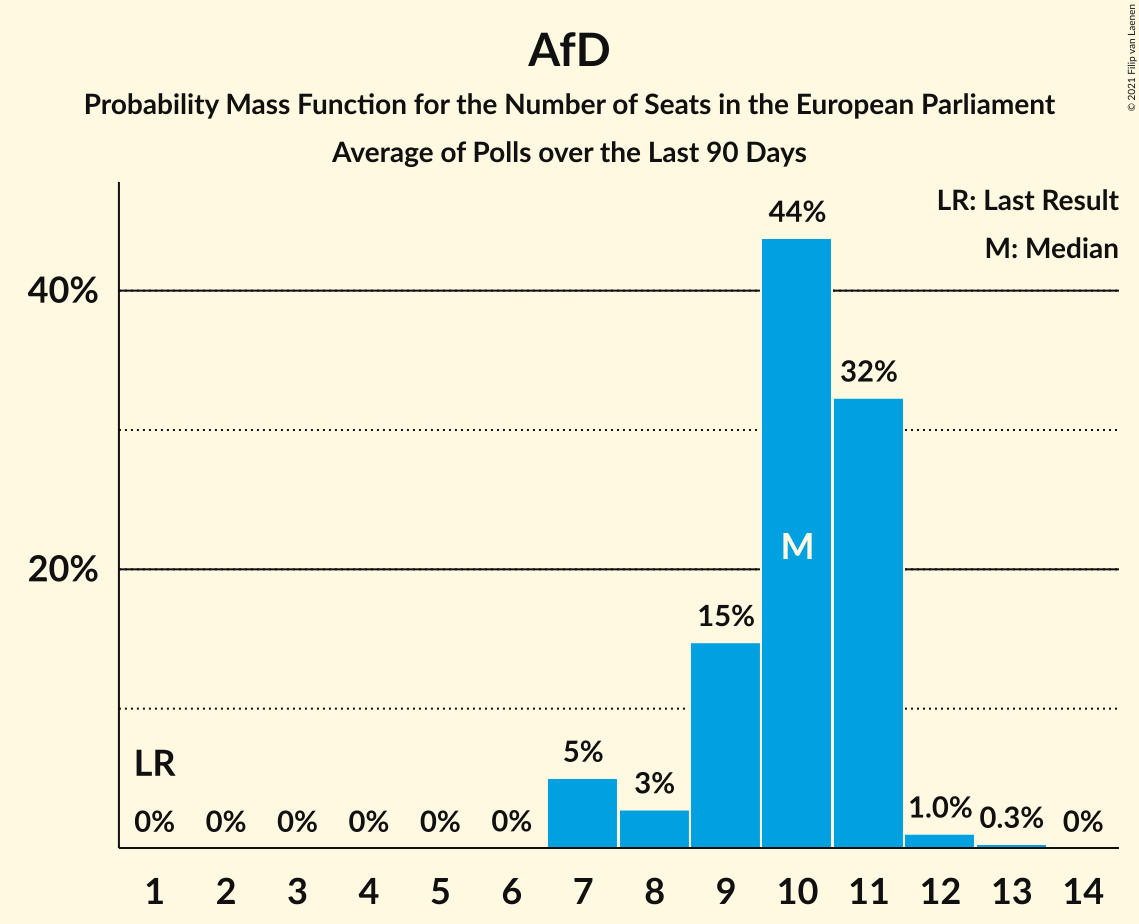 AfD
Probability Mass Function for the Number of Seats in the European Parliament
Average of Polls over the Last 90 Days
© 2021 Filip van Laenen
LR: Last Result
M: Median
44%
40%
32%
M
20%
15%
LR
5%
3%
0% 0% 0% 0% 0% 0% 1.0% 0.3% 0%
1 2 3 4 5 6 7 8 9 10 11 12 13 14